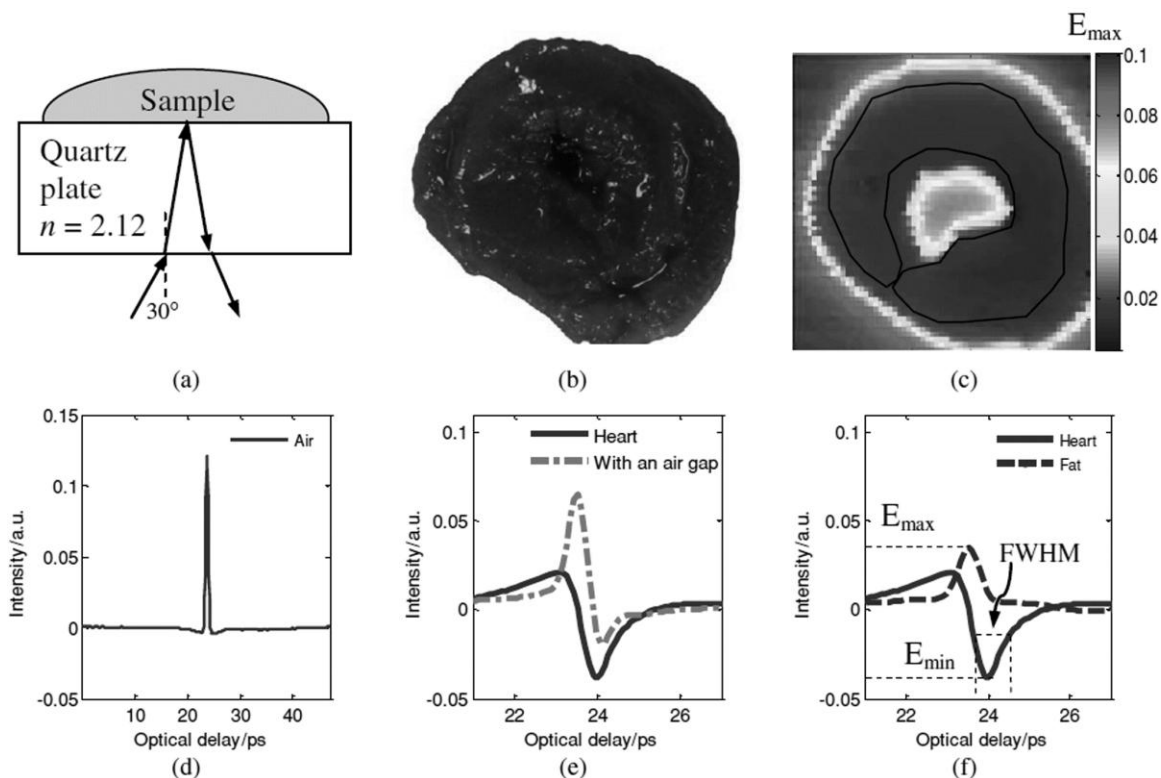 Sample
Quartz
plate
n = 2.12
30°
(a)
(b)
E_max
0.1
0.08
0.06
0.04
0.02
(c)
0.15
0.1
0.05
0
-0.05
Intensity/a.u.
Air
10 20 30 40
Optical delay/ps
(d)
0.1
0.05
0
-0.05
Intensity/a.u.
Heart
With an air gap
22 24 26
Optical delay/ps
(e)
0.1
0.05
0
-0.05
Intensity/a.u.
Heart
Fat
E_max
FWHM
E_min
22 24 26
Optical delay/ps
(f)